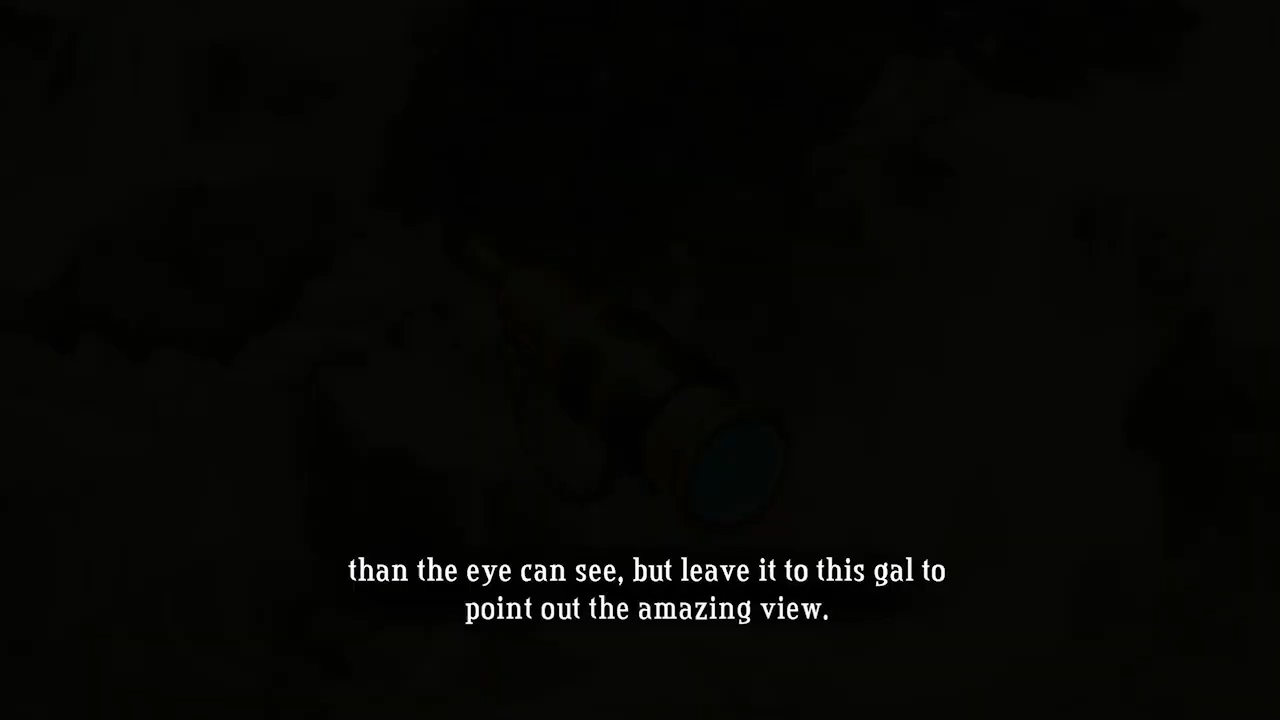 than the eye can see, but leave it to this gal to
point out the amazing view.